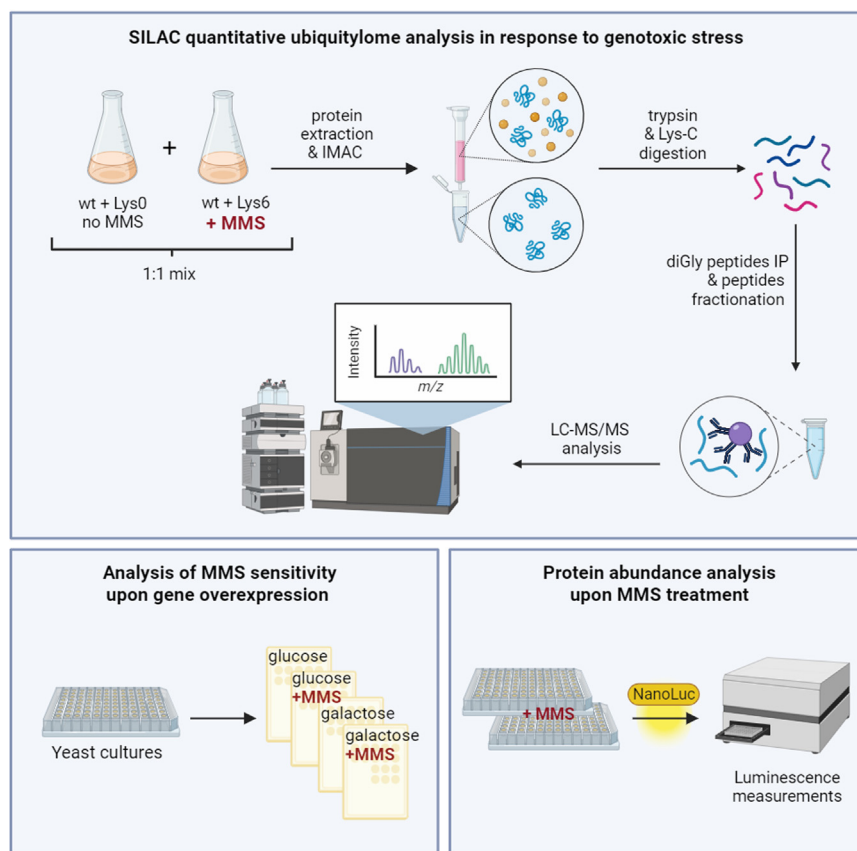 SILAC quantitative ubiquitylome analysis in response to genotoxic stress
wt + Lys0
no MMS
+
wt + Lys6
+ MMS
1:1 mix
protein
extraction
& IMAC
trypsin
& Lys-C
digestion
diGly peptides IP
& peptides
fractionation
LC-MS/MS
analysis
Intensity
m/z
Analysis of MMS sensitivity
upon gene overexpression
Yeast cultures
glucose
glucose
+MMS
galactose
galactose
+MMS
Protein abundance analysis
upon MMS treatment
+ MMS
NanoLuc
Luminescence
measurements